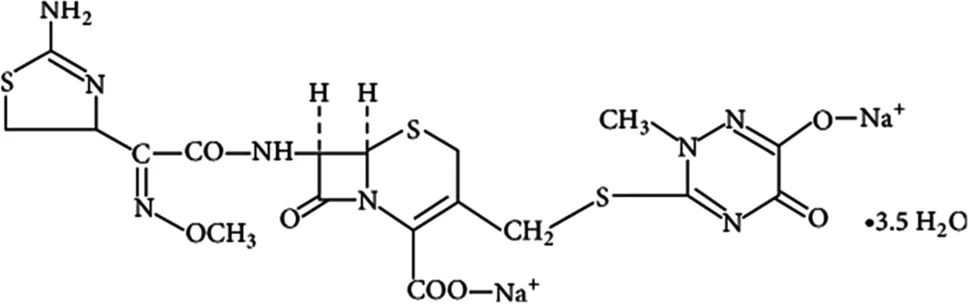 NH₂
S
N
H H
S
CH₃
N
N
O—Na⁺
C—CO—NH
N
S
N
O
N
OCH₃
O
CH₂
•3.5 H₂O
COO—Na⁺